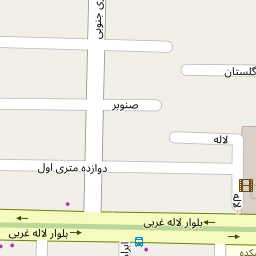 ی جنوبی
گلستان
صنوبر
لاله
دوازده متری اول
بلوار لاله غربی
بلوار لاله غربی